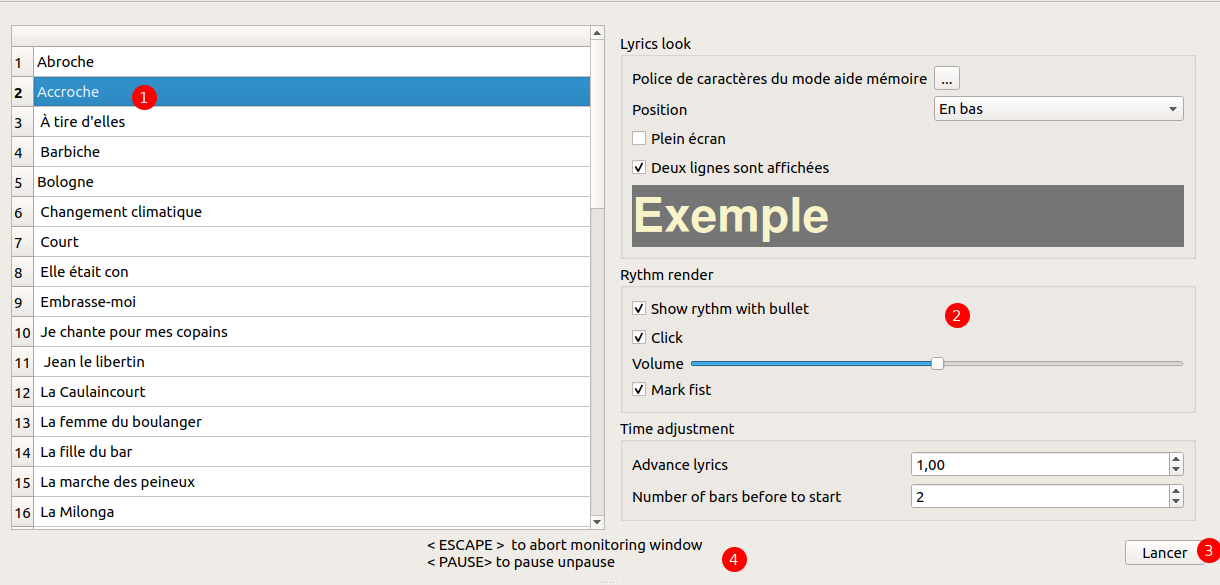 1 Abroche
2 Accroche 1
3 À tire d'elles
4 Barbiche
5 Bologne
6 Changement climatique
7 Court
8 Elle était con
9 Embrasse-moi
10 Je chante pour mes copains
11 Jean le libertin
12 La Caulaincourt
13 La femme du boulanger
14 La fille du bar
15 La marche des peineux
16 La Milonga
Lyrics look
Police de caractères du mode aide mémoire ...
Position En bas
Plein écran
Deux lignes sont affichées
Exemple
Rythm render
Show rythm with bullet 2
Click
Volume
Mark fist
Time adjustment
Advance lyrics 1,00
Number of bars before to start 2
< ESCAPE > to abort monitoring window
< PAUSE> to pause unpause 4
Lancer 3